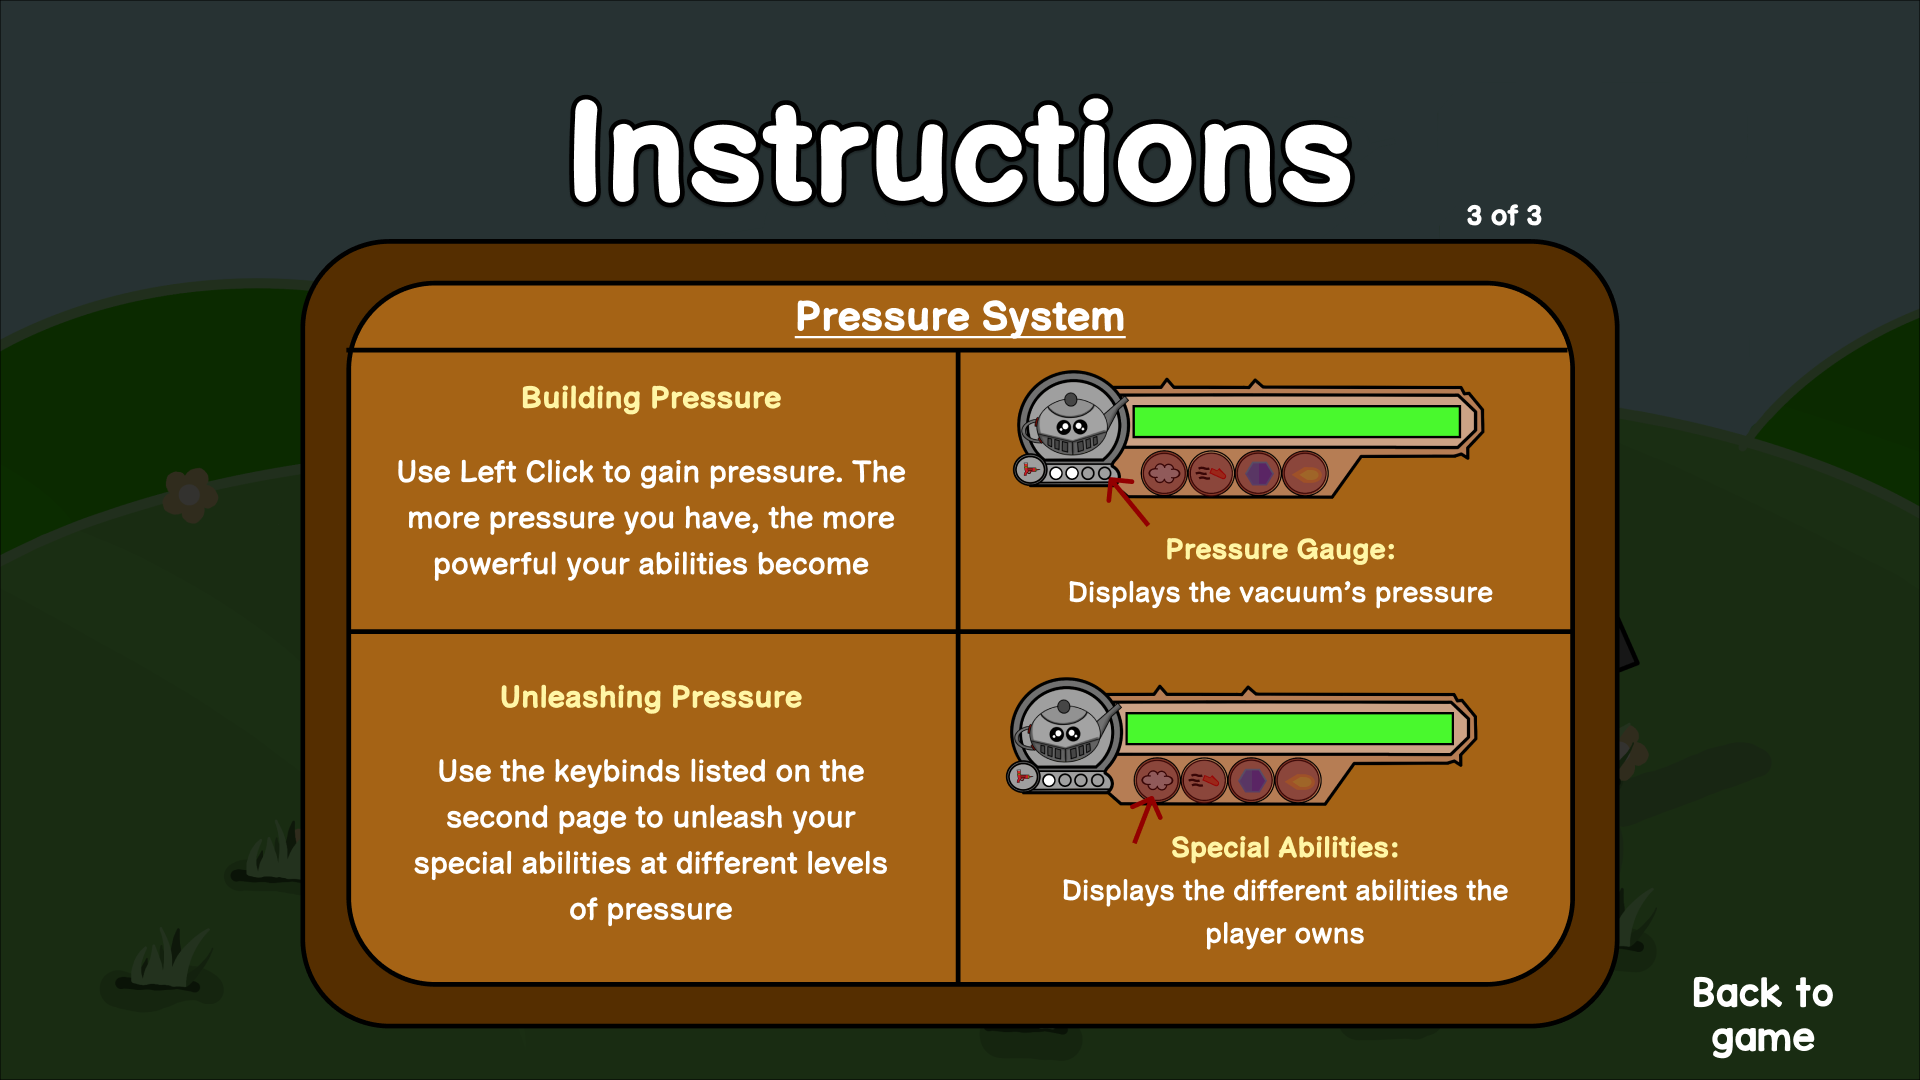 Instructions
3 of 3
Pressure System
Building Pressure
Use Left Click to gain pressure. The
more pressure you have, the more
powerful your abilities become
Pressure Gauge:
Displays the vacuum’s pressure
Unleashing Pressure
Use the keybinds listed on the
second page to unleash your
special abilities at different levels
of pressure
Special Abilities:
Displays the different abilities the
player owns
Back to
game